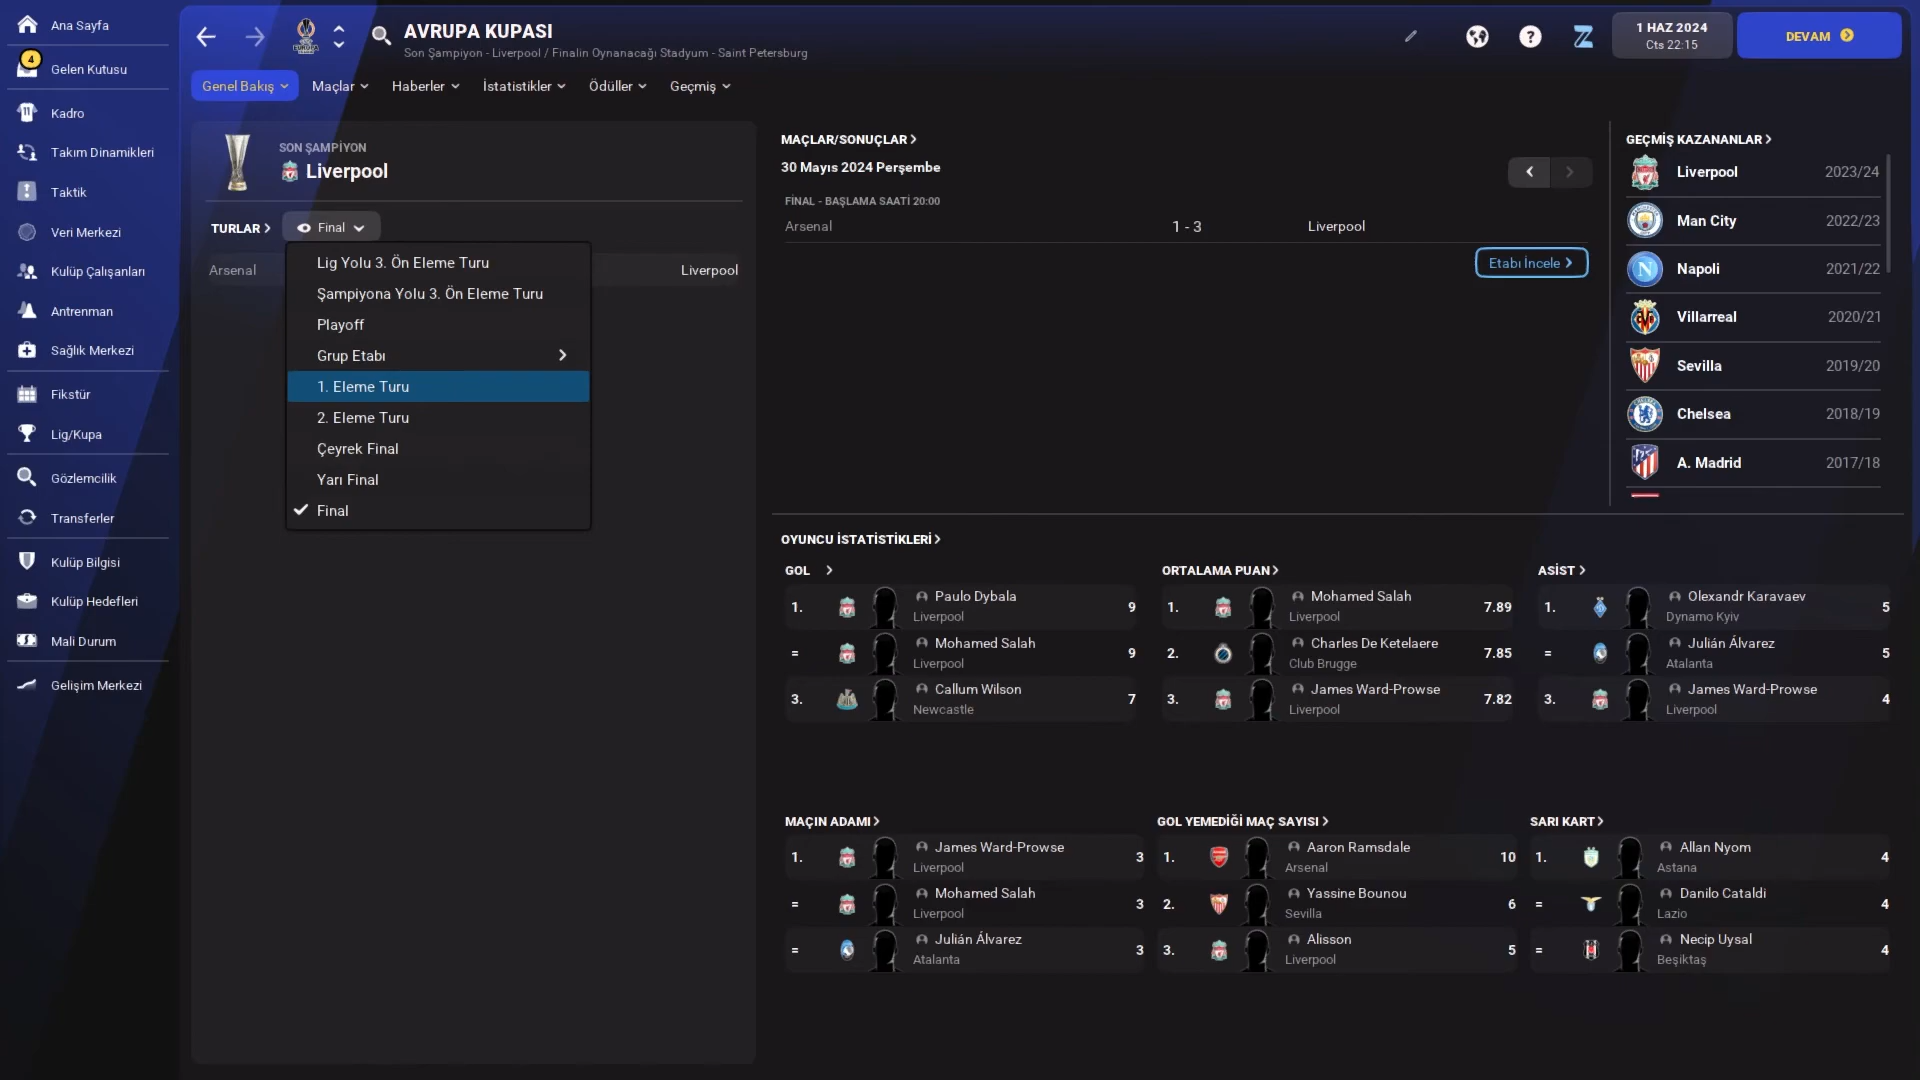 Ana Sayfa
4
Gelen Kutusu
Kadro
Takım Dinamikleri
Taktik
Veri Merkezi
Kulüp Çalışanları
Antrenman
Sağlık Merkezi
Fikstür
Lig/Kupa
Gözlemcilik
Transferler
Kulüp Bilgisi
Kulüp Hedefleri
Mali Durum
Gelişim Merkezi
AVRUPA KUPASI
Son Şampiyon - Liverpool / Finalin Oynanacağı Stadyum - Saint Petersburg
1 HAZ 2024
Cts 22:15
DEVAM
Genel Bakış Maçlar Haberler İstatistikler Ödüller Geçmiş
SON ŞAMPİYON
Liverpool
TURLAR Final
Arsenal Liverpool
Lig Yolu 3. Ön Eleme Turu
Şampiyona Yolu 3. Ön Eleme Turu
Playoff
Grup Etabı
1. Eleme Turu
2. Eleme Turu
Çeyrek Final
Yarı Final
Final
MAÇLAR/SONUÇLAR
30 Mayıs 2024 Perşembe
FİNAL - BAŞLAMA SAATİ 20:00
Arsenal 1 - 3 Liverpool
Etabı İncele
GEÇMİŞ KAZANANLAR
Liverpool 2023/24
Man City 2022/23
Napoli 2021/22
Villarreal 2020/21
Sevilla 2019/20
Chelsea 2018/19
A. Madrid 2017/18
OYUNCU İSTATİSTİKLERİ
GOL
1. Paulo Dybala 9
Liverpool
= Mohamed Salah 9
Liverpool
3. Callum Wilson 7
Newcastle
ORTALAMA PUAN
1. Mohamed Salah 7.89
Liverpool
2. Charles De Ketelaere 7.85
Club Brugge
3. James Ward-Prowse 7.82
Liverpool
ASİST
1. Olexandr Karavaev 5
Dynamo Kyiv
= Julián Álvarez 5
Atalanta
3. James Ward-Prowse 4
Liverpool
MAÇIN ADAMI
1. James Ward-Prowse 3
Liverpool
= Mohamed Salah 3
Liverpool
= Julián Álvarez 3
Atalanta
GOL YEMEDİĞİ MAÇ SAYISI
1. Aaron Ramsdale 10
Arsenal
2. Yassine Bounou 6
Sevilla
3. Alisson 5
Liverpool
SARI KART
1. Allan Nyom 4
Astana
= Danilo Cataldi 4
Lazio
= Necip Uysal 4
Beşiktaş